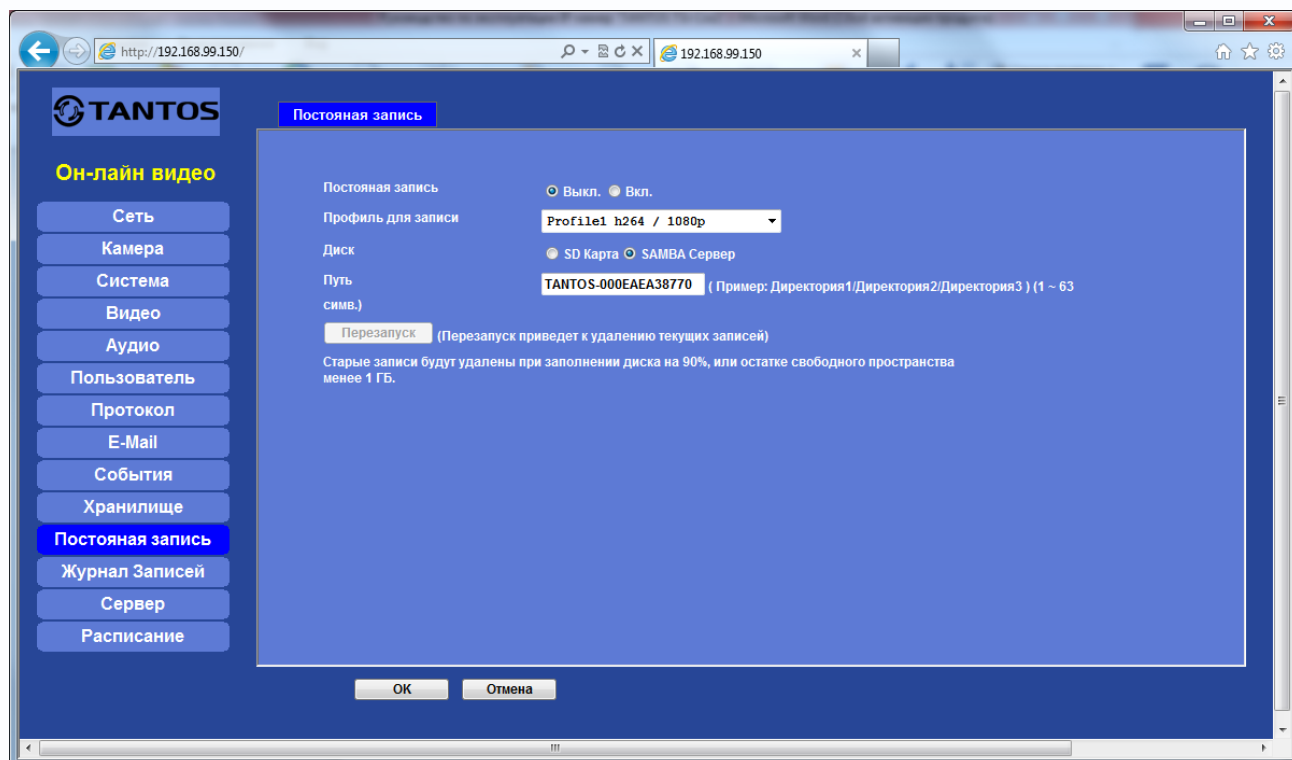 http://192.168.99.150/
192.168.99.150
TANTOS
Постояная запись
Он-лайн видео
Сеть
Камера
Система
Видео
Аудио
Пользователь
Протокол
E-Mail
События
Хранилище
Постояная запись
Журнал Записей
Сервер
Расписание
Постояная запись Выкл. Вкл.
Профиль для записи Profile1 h264 / 1080p
Диск SD Карта SAMBA Сервер
Путь TANTOS-000EAEA38770 ( Пример: Директория1/Директория2/Директория3 ) (1 ~ 63
симв.)
Перезапуск (Перезапуск приведет к удалению текущих записей)
Старые записи будут удалены при заполнении диска на 90%, или остатке свободного пространства
менее 1 ГБ.
OK Отмена